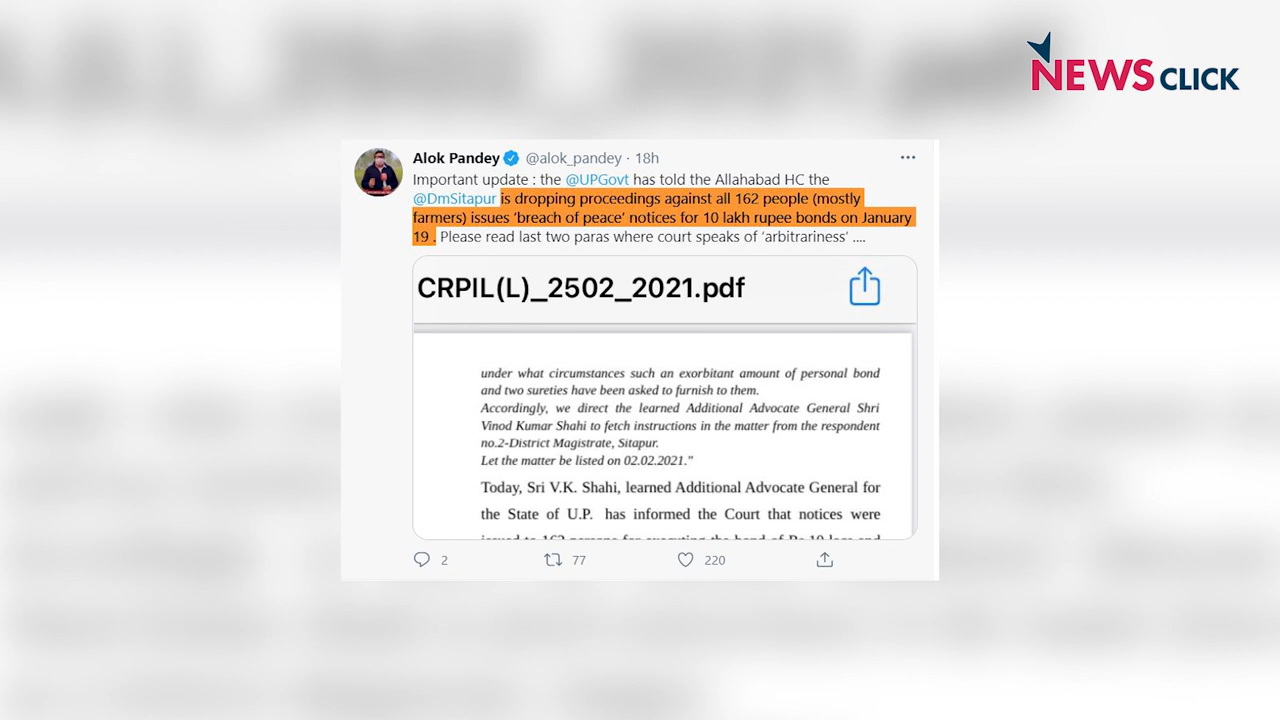 NEWS CLICK
Alok Pandey @alok_pandey · 18h
Important update : the @UPGovt has told the Allahabad HC the
@DmSitapur is dropping proceedings against all 162 people (mostly
farmers) issues ‘breach of peace’ notices for 10 lakh rupee bonds on January
19 . Please read last two paras where court speaks of ‘arbitrariness’ ....
CRPIL(L)_2502_2021.pdf
under what circumstances such an exorbitant amount of personal bond
and two sureties have been asked to furnish to them.
Accordingly, we direct the learned Additional Advocate General Shri
Vinod Kumar Shahi to fetch instructions in the matter from the respondent
no.2-District Magistrate, Sitapur.
Let the matter be listed on 02.02.2021."
Today, Sri V.K. Shahi, learned Additional Advocate General for
the State of U.P. has informed the Court that notices were
2 77 220